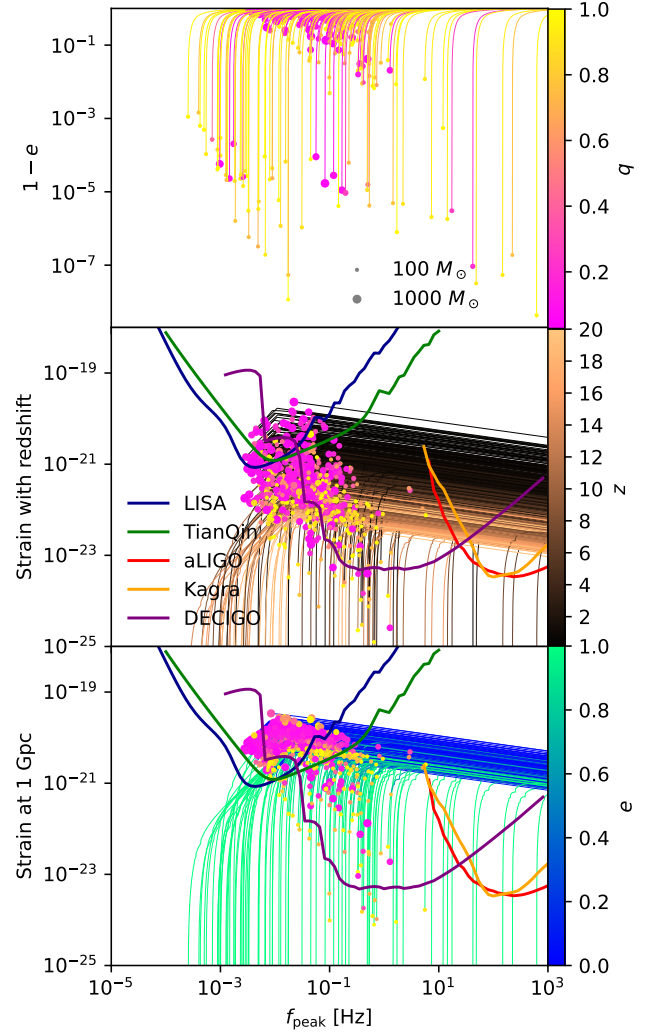 10^{-1}
10^{-3}
10^{-5}
10^{-7}
1 − e
100 M_⊙
1000 M_⊙
1.0
0.8
0.6
0.4
0.2
q
10^{-19}
10^{-21}
10^{-23}
10^{-25}
Strain with redshift
LISA
TianQin
aLIGO
Kagra
DECIGO
20
18
16
14
12
10
8
6
4
2
z
10^{-19}
10^{-21}
10^{-23}
10^{-25}
Strain at 1 Gpc
1.0
0.8
0.6
0.4
0.2
0.0
e
10^{-5}
10^{-3}
10^{-1}
10^{1}
10^{3}
f_{peak} [Hz]